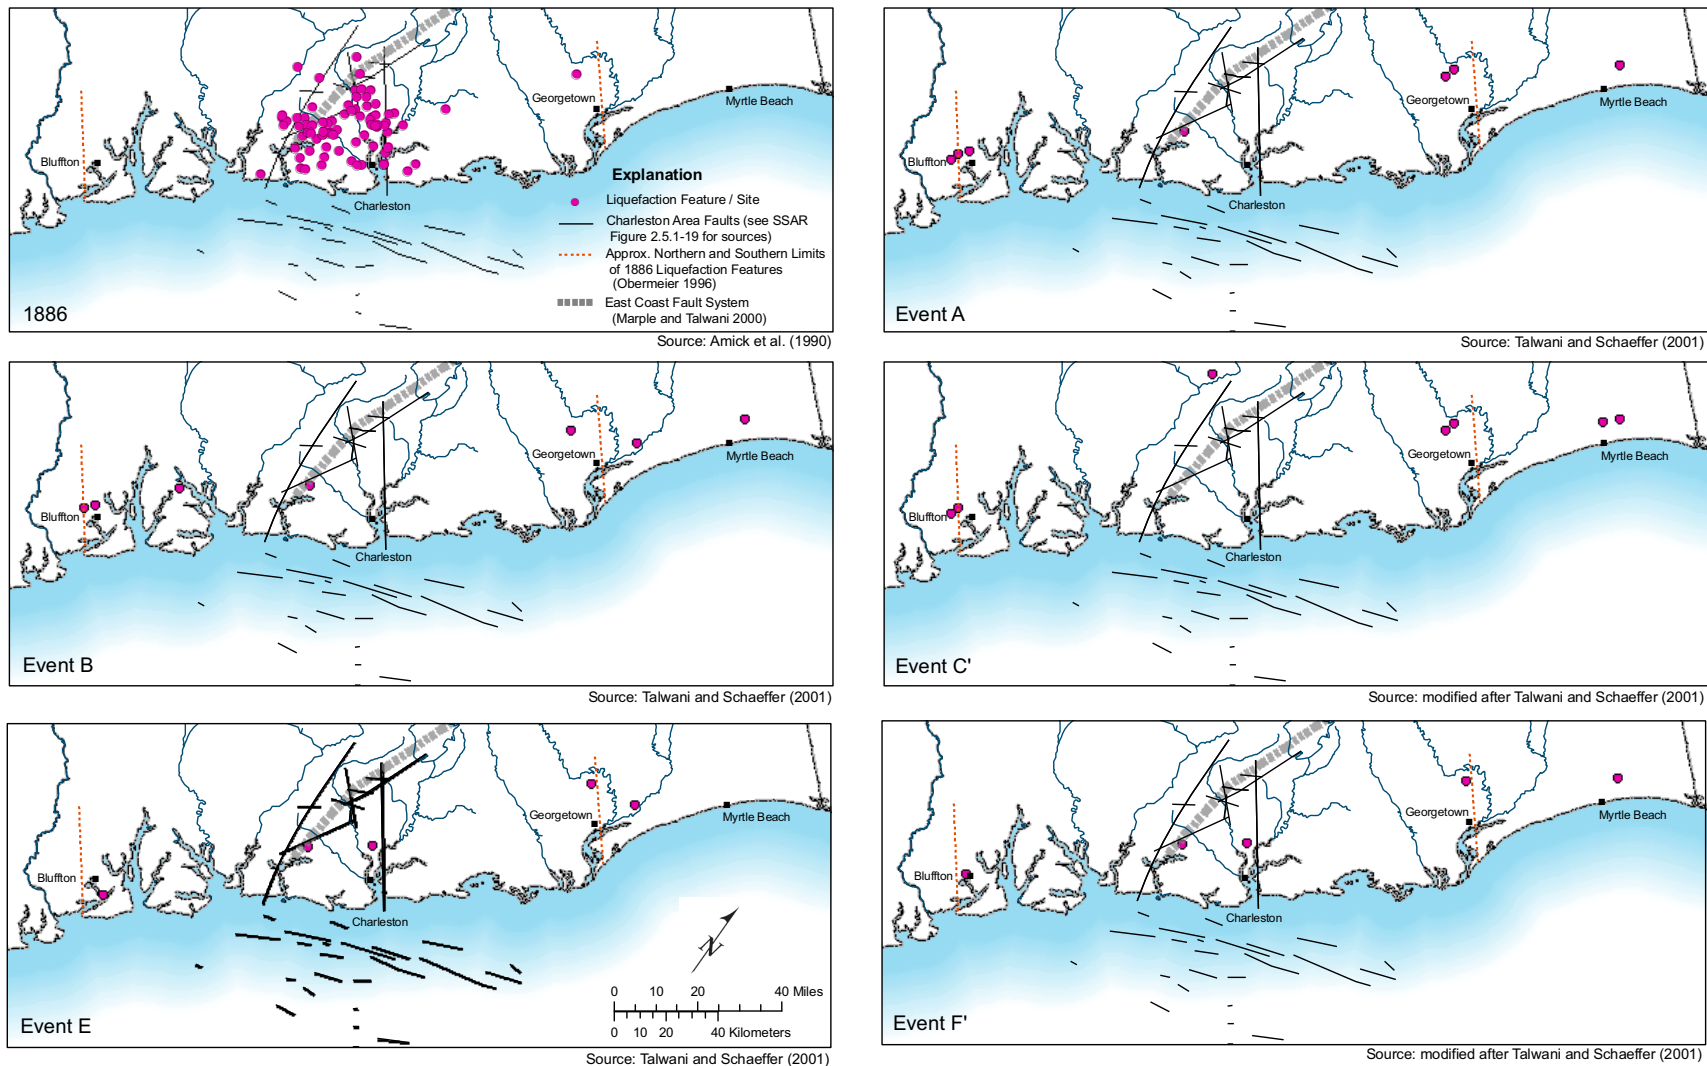 Georgetown
Myrtle Beach
Bluffton
Explanation
Liquefaction Feature / Site
Charleston
Charleston Area Faults (see SSAR
Figure 2.5.1-19 for sources)
Approx. Northern and Southern Limits
of 1886 Liquefaction Features
(Obermeier 1996)
East Coast Fault System
(Marple and Talwani 2000)
1886
Source: Amick et al. (1990)
Georgetown
Myrtle Beach
Bluffton
Charleston
Event A
Source: Talwani and Schaeffer (2001)
Georgetown
Myrtle Beach
Bluffton
Charleston
Event B
Source: Talwani and Schaeffer (2001)
Georgetown
Myrtle Beach
Bluffton
Charleston
Event C'
Source: modified after Talwani and Schaeffer (2001)
Georgetown
Myrtle Beach
Bluffton
Charleston
N
0 10 20 40 Miles
0 10 20 40 Kilometers
Event E
Source: Talwani and Schaeffer (2001)
Georgetown
Myrtle Beach
Bluffton
Charleston
Event F'
Source: modified after Talwani and Schaeffer (2001)